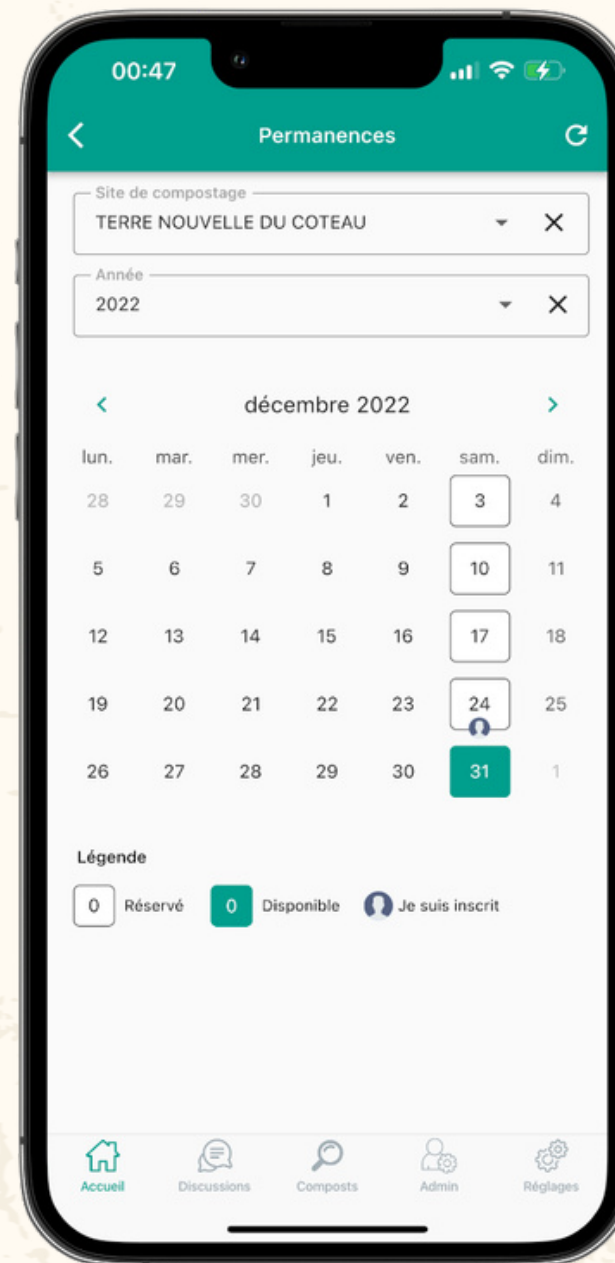 00:47
Permanences
Site de compostage
TERRE NOUVELLE DU COTEAU
Année
2022
décembre 2022
lun. mar. mer. jeu. ven. sam. dim.
28 29 30 1 2 3 4
5 6 7 8 9 10 11
12 13 14 15 16 17 18
19 20 21 22 23 24 25
26 27 28 29 30 31 1
Légende
0 Réservé 0 Disponible Je suis inscrit
Accueil Discussions Composts Admin Réglages